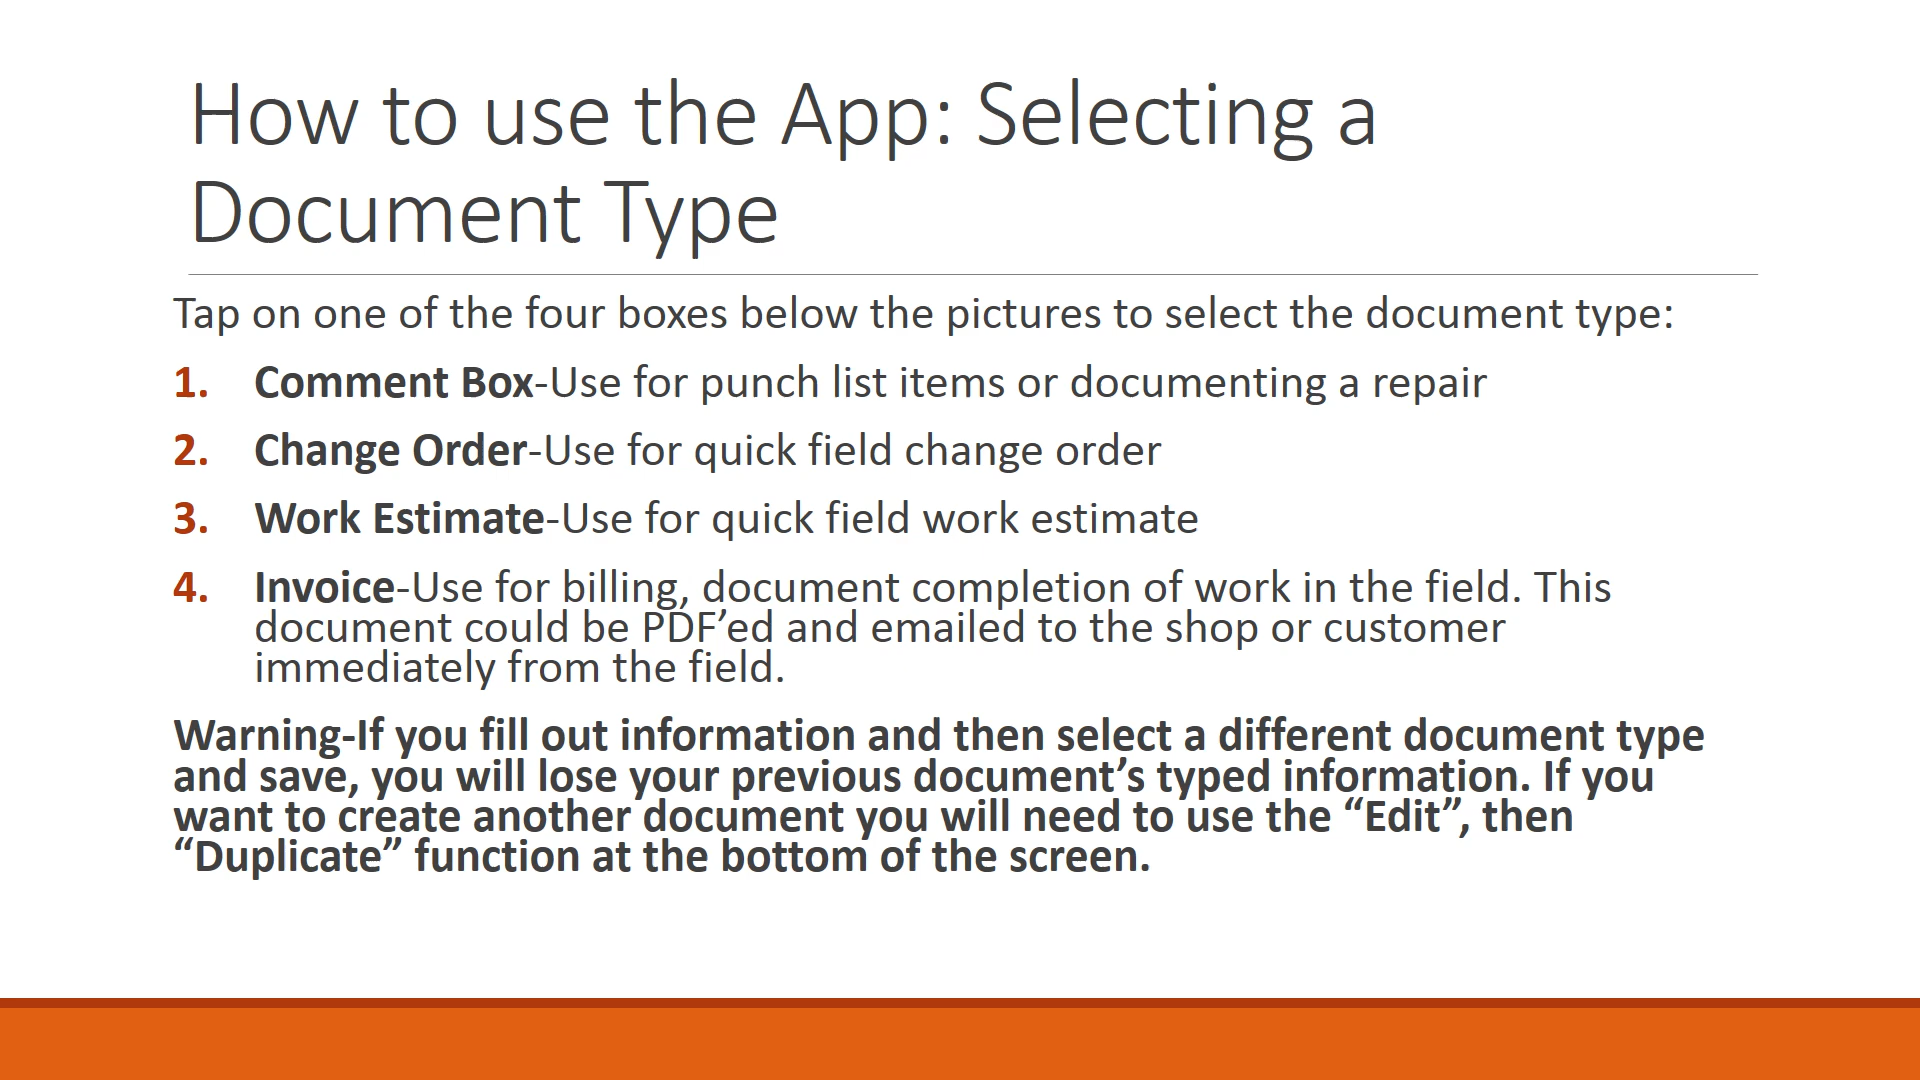 How to use the App: Selecting a
Document Type
Tap on one of the four boxes below the pictures to select the document type:
1. Comment Box-Use for punch list items or documenting a repair
2. Change Order-Use for quick field change order
3. Work Estimate-Use for quick field work estimate
4. Invoice-Use for billing, document completion of work in the field. This
document could be PDF’ed and emailed to the shop or customer
immediately from the field.
Warning-If you fill out information and then select a different document type
and save, you will lose your previous document’s typed information. If you
want to create another document you will need to use the “Edit”, then
“Duplicate” function at the bottom of the screen.